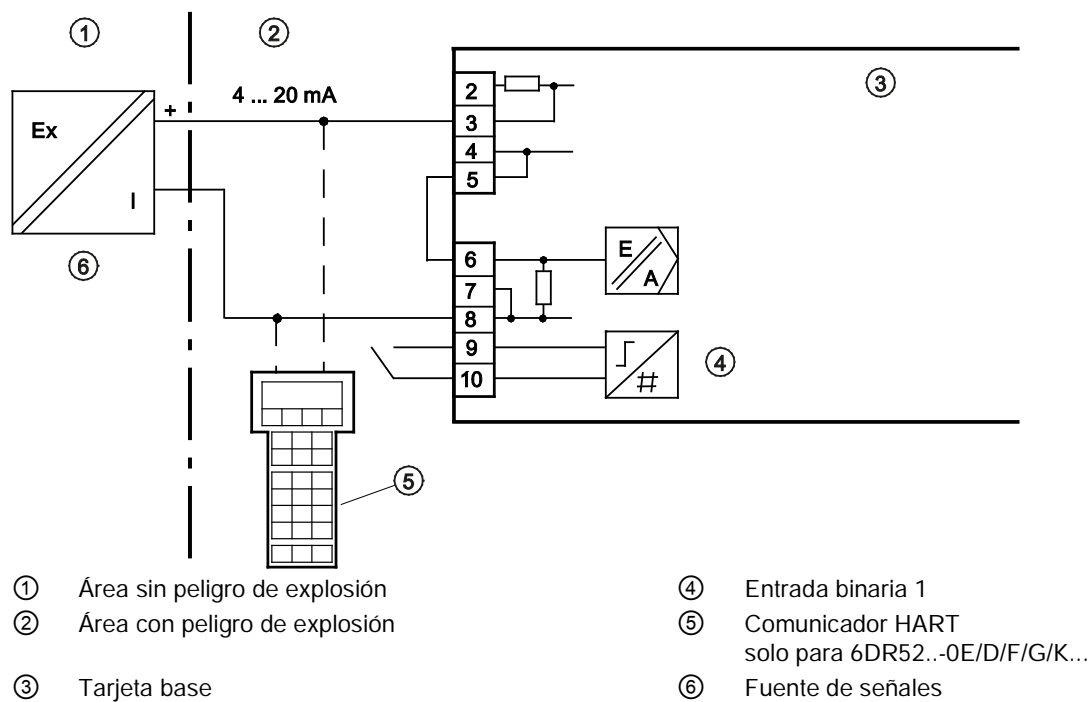 ① ②
2
4 ... 20 mA
③
+
3
Ex
4
5
I
⑥
6
E
A
7
8
9
④
10
#
⑤
① Área sin peligro de explosión
② Área con peligro de explosión
③ Tarjeta base
④ Entrada binaria 1
⑤ Comunicador HART
solo para 6DR52..-0E/D/F/G/K...
⑥ Fuente de señales